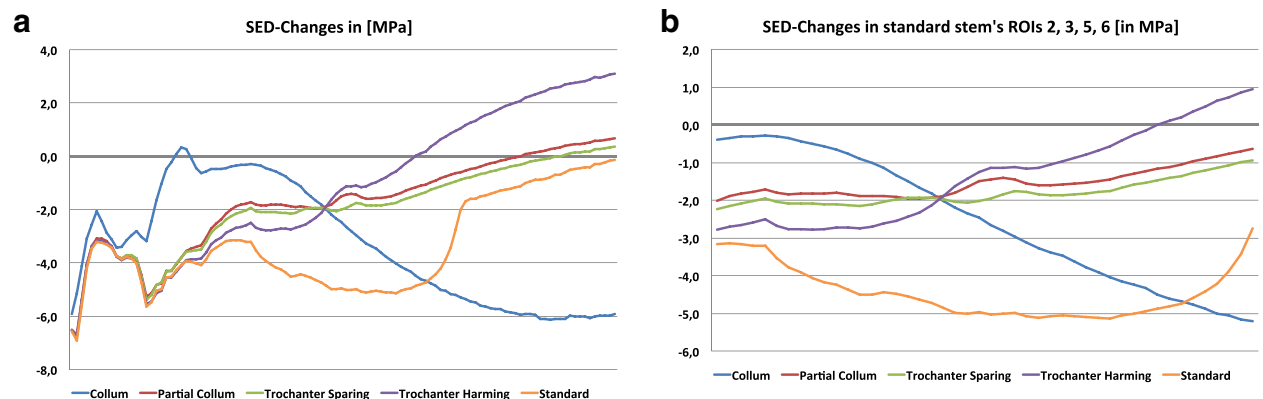 a
SED-Changes in [MPa]
4,0
2,0
0,0
-2,0
-4,0
-6,0
-8,0
Collum Partial Collum Trochanter Sparing Trochanter Harming Standard
b
SED-Changes in standard stem's ROIs 2, 3, 5, 6 [in MPa]
2,0
1,0
0,0
-1,0
-2,0
-3,0
-4,0
-5,0
-6,0
Collum Partial Collum Trochanter Sparing Trochanter Harming Standard